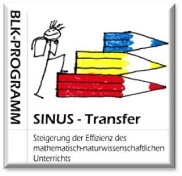 BLK-PROGRAMM
SINUS - Transfer
Steigerung der Effizienz des
mathematisch-naturwissenschaftlichen
Unterrichts